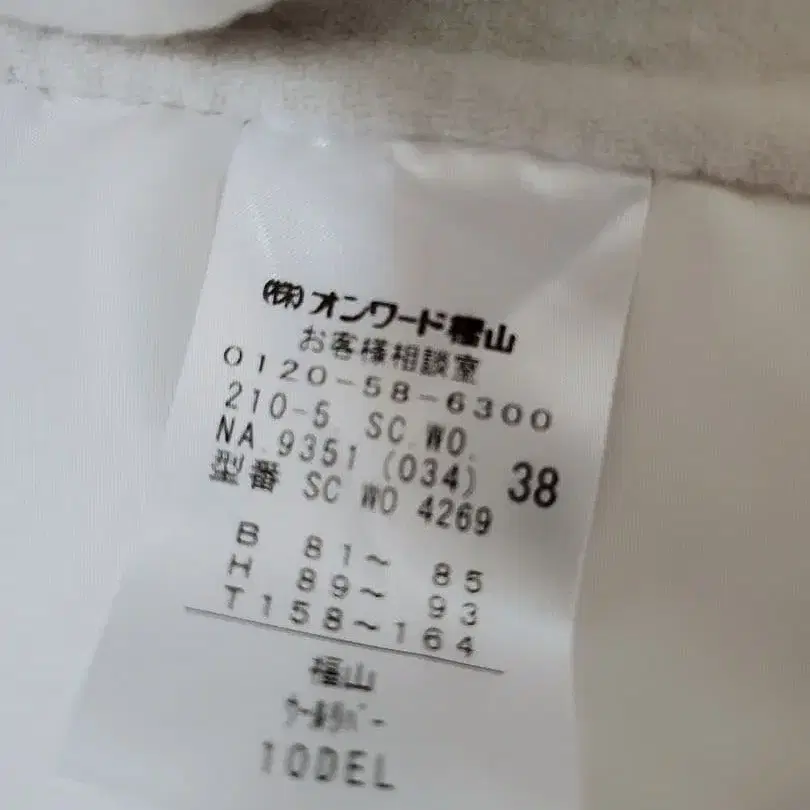 ㈱オンワード樫山
お客様相談室
0120-58-6300
210-5 SC.WO.
NA 9351 (034) 38
型番 SC WO 4269
B 81~ 85
H 89~ 93
T158~164
樫山
10DEL